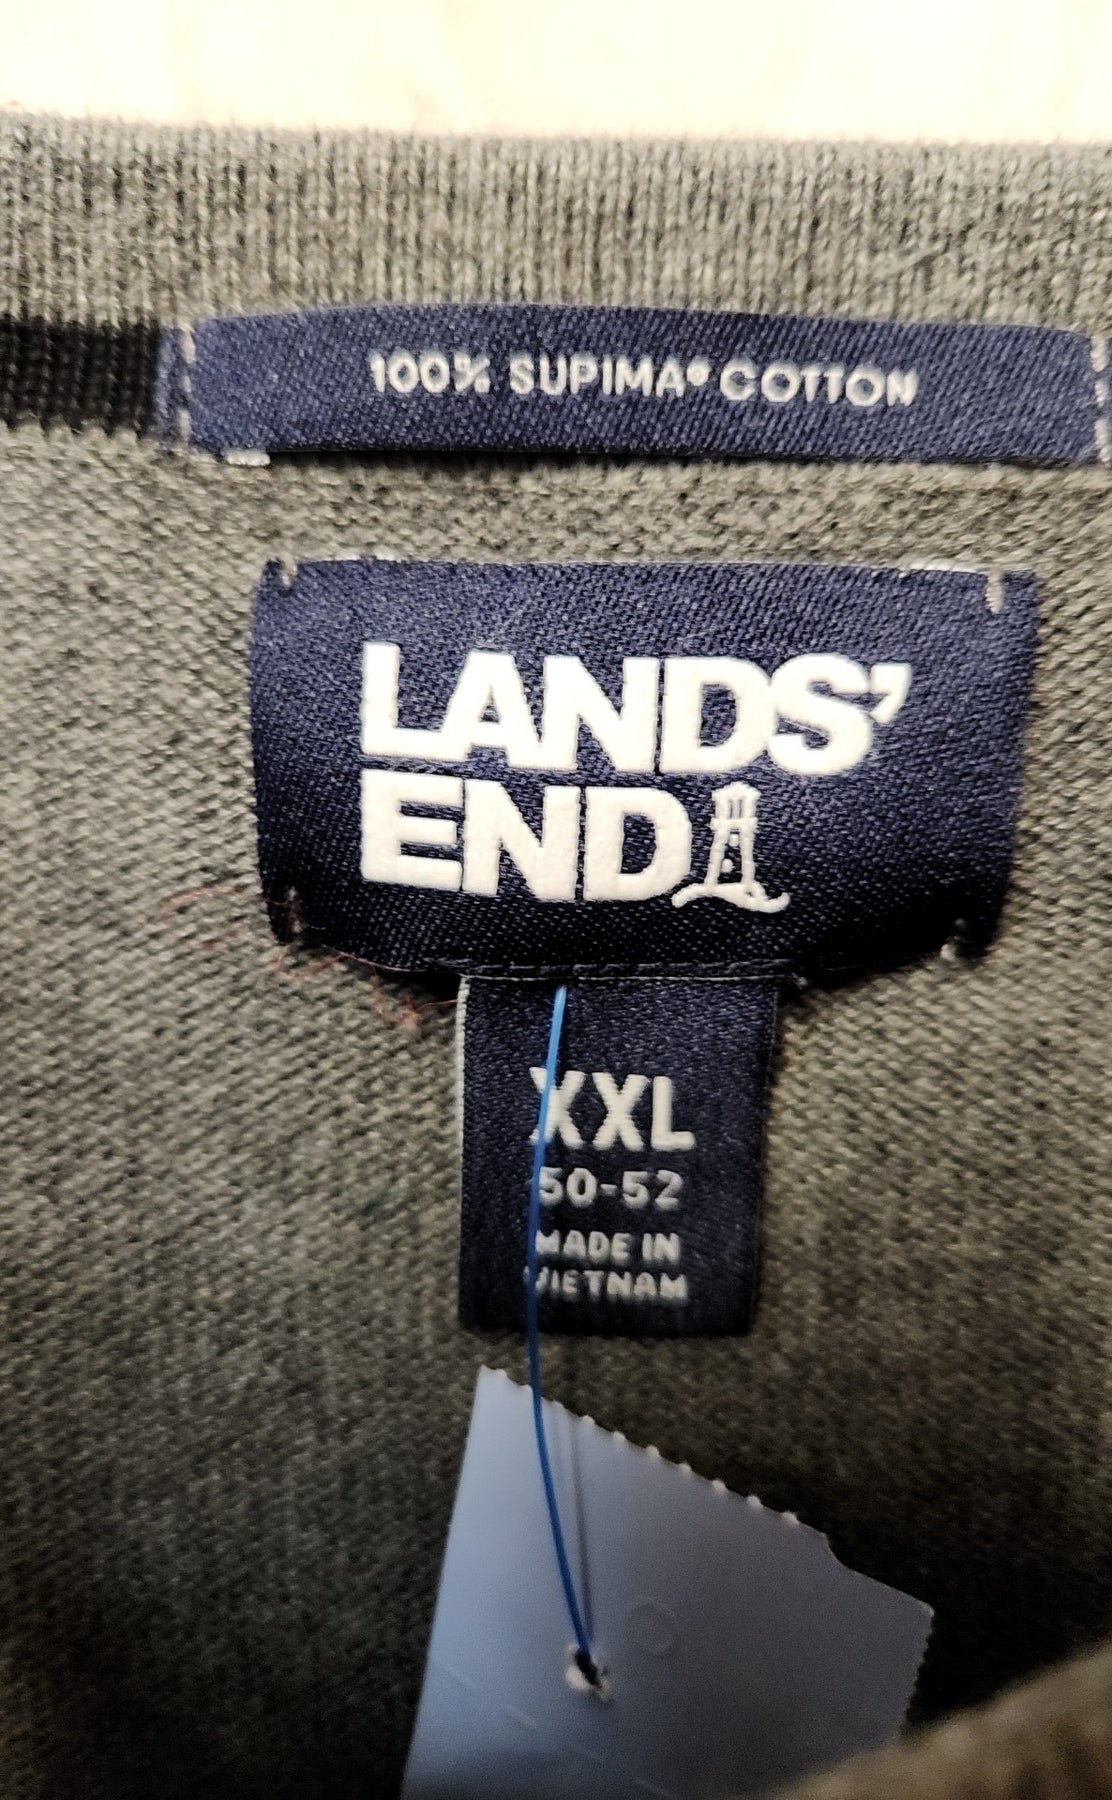 100% SUPIMA® COTTON
LANDS'
END
XXL
50-52
MADE IN
VIETNAM